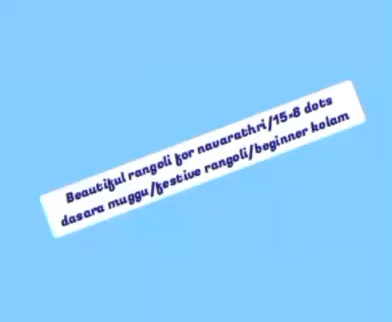 Beautiful rangoli for navarathri/15*8 dots
dasara muggu/festive rangoli/beginner kolam